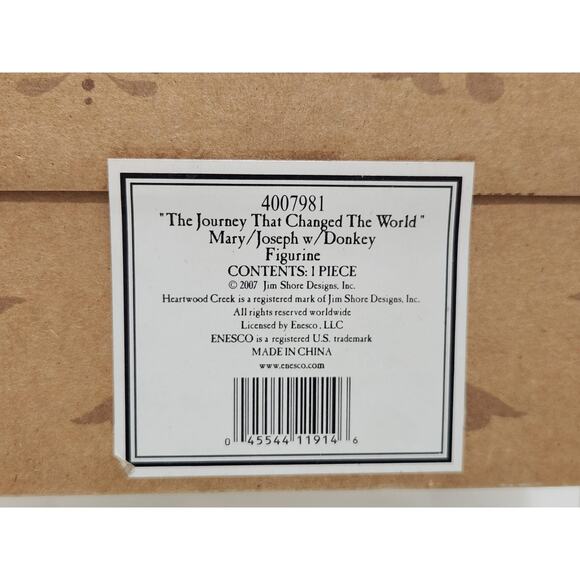 4007981
"The Journey That Changed The World"
Mary/Joseph w/Donkey
Figurine
CONTENTS: 1 PIECE
© 2007 Jim Shore Designs, Inc.
Heartwood Creek is a registered mark of Jim Shore Designs, Inc.
All rights reserved worldwide
Licensed by Enesco, LLC
ENESCO is a registered U.S. trademark
MADE IN CHINA
www.enesco.com
0 45544 11914 6